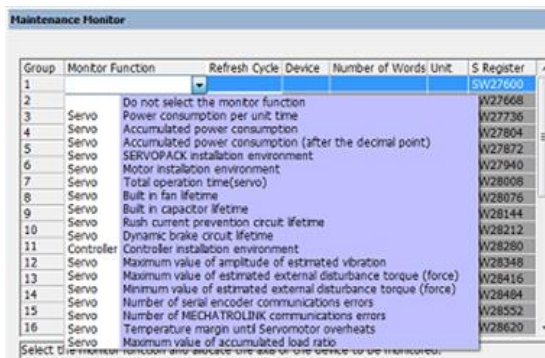 Maintenance Monitor
Group Monitor Function Refresh Cycle Device Number of Words Unit S Register
1 SW27600
2 Do not select the monitor function W27668
3 Servo Power consumption per unit time W27736
4 Servo Accumulated power consumption W27804
5 Servo Accumulated power consumption (after the decimal point) W27872
6 Servo SERVOPACK installation environment W27940
7 Servo Motor installation environment W28008
8 Servo Total operation time(servo) W28076
9 Servo Built in fan lifetime W28144
10 Servo Built in capacitor lifetime W28212
11 Servo Rush current prevention circuit lifetime W28280
12 Servo Dynamic brake circuit lifetime W28348
13 Controller Controller installation environment W28416
14 Servo Maximum value of amplitude of estimated vibration W28484
15 Servo Maximum value of estimated external disturbance torque (force) W28552
16 Servo Minimum value of estimated external disturbance torque (force) W28620
Servo Number of serial encoder communications errors
Servo Number of MECHATROLINK communications errors
Servo Temperature margin until Servomotor overheats
Servo Maximum value of accumulated load ratio
Select the monitor function and allocate the axis or the device to be monitored.